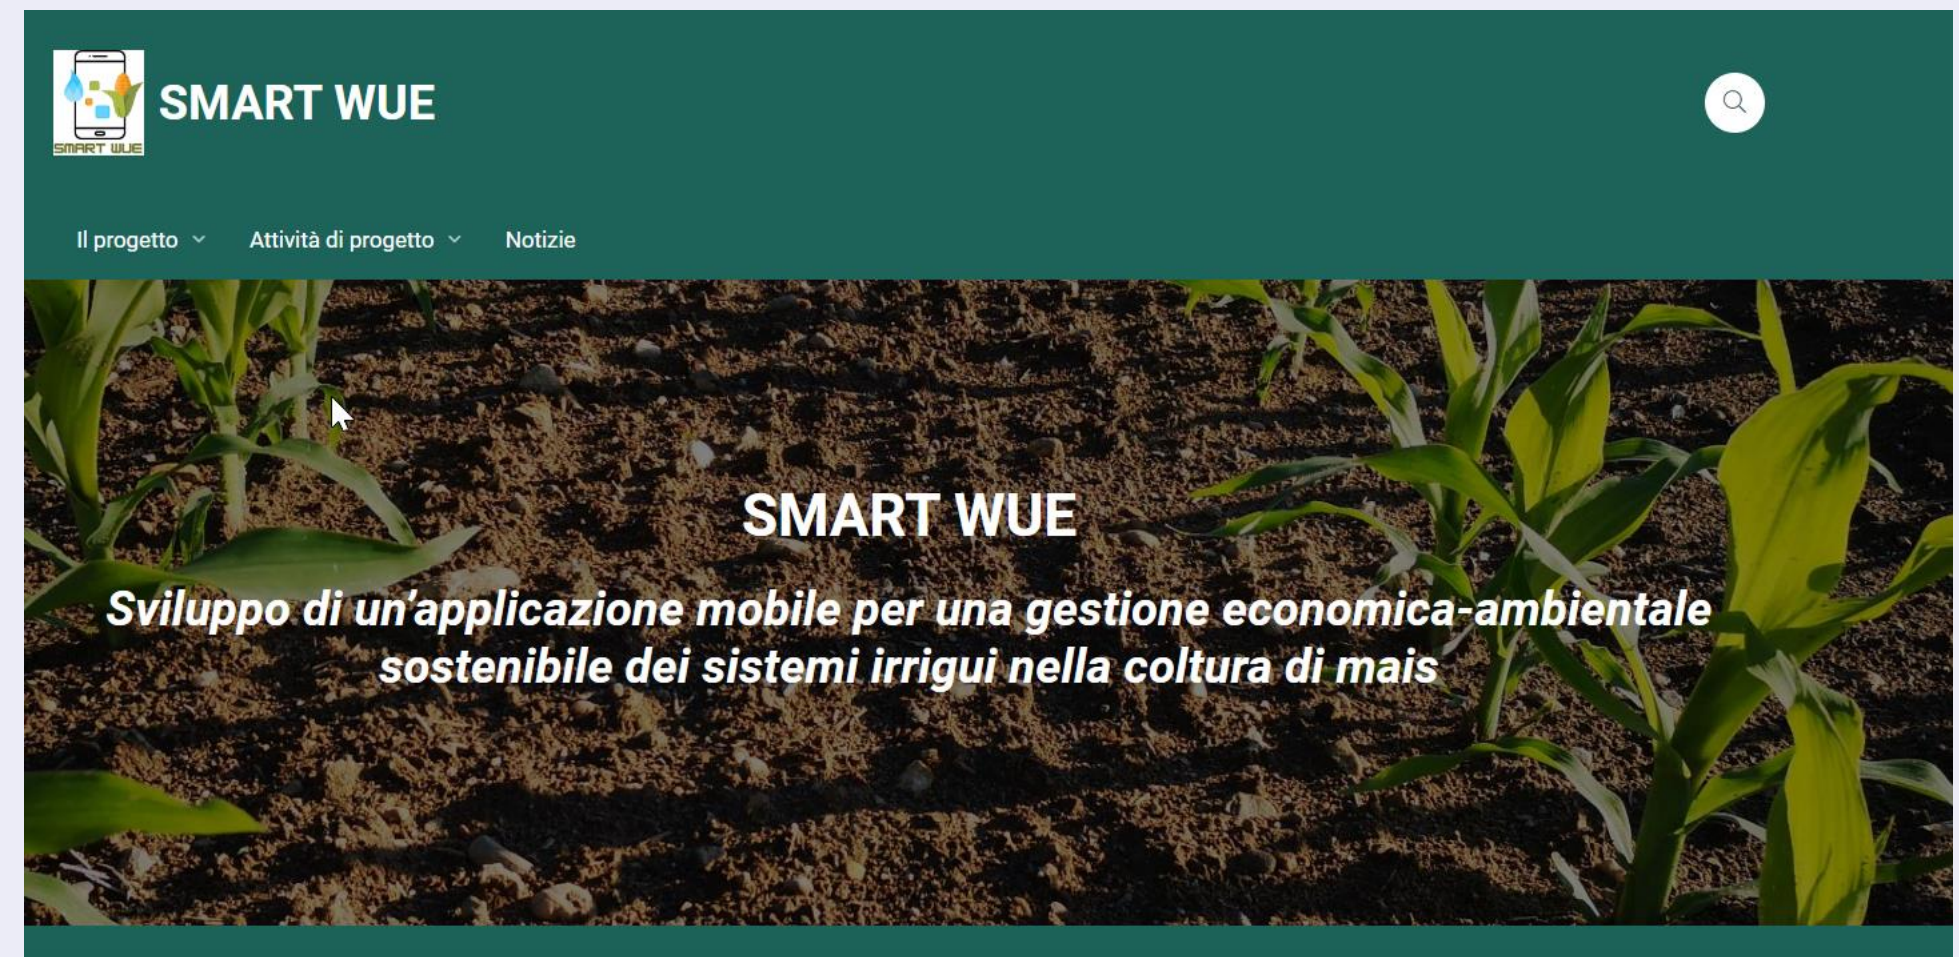 SMART WUE
SMART WUE
Il progetto
Attività di progetto
Notizie
SMART WUE
Sviluppo di un’applicazione mobile per una gestione economica-ambientale
sostenibile dei sistemi irrigui nella coltura di mais